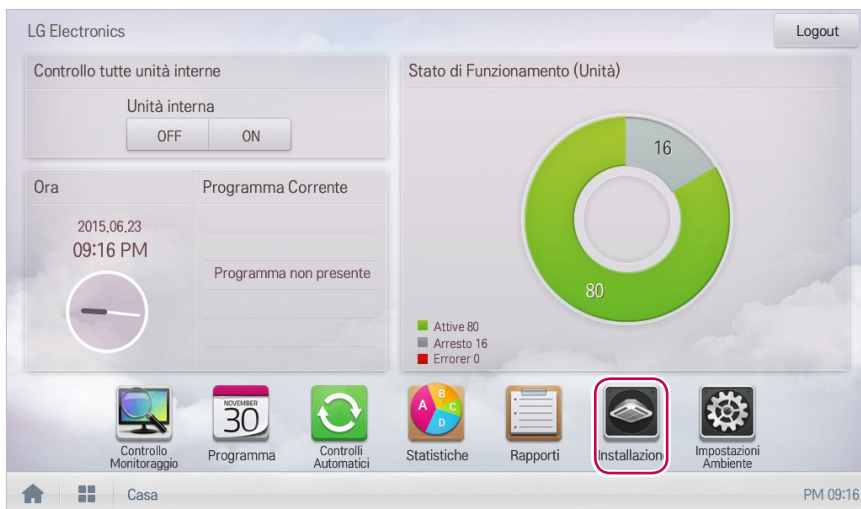 LG Electronics
Logout
Controllo tutte unità interne
Unità interna
OFF ON
Stato di Funzionamento (Unità)
16
80
Attive 80
Arresto 16
Errorer 0
Ora
2015.06.23
09:16 PM
Programma Corrente
Programma non presente
NOVEMBER
30
A B C D
Controllo
Monitoraggio
Programma
Controlli
Automatici
Statistiche
Rapporti
Installazione
Impostazioni
Ambiente
Casa
PM 09:16